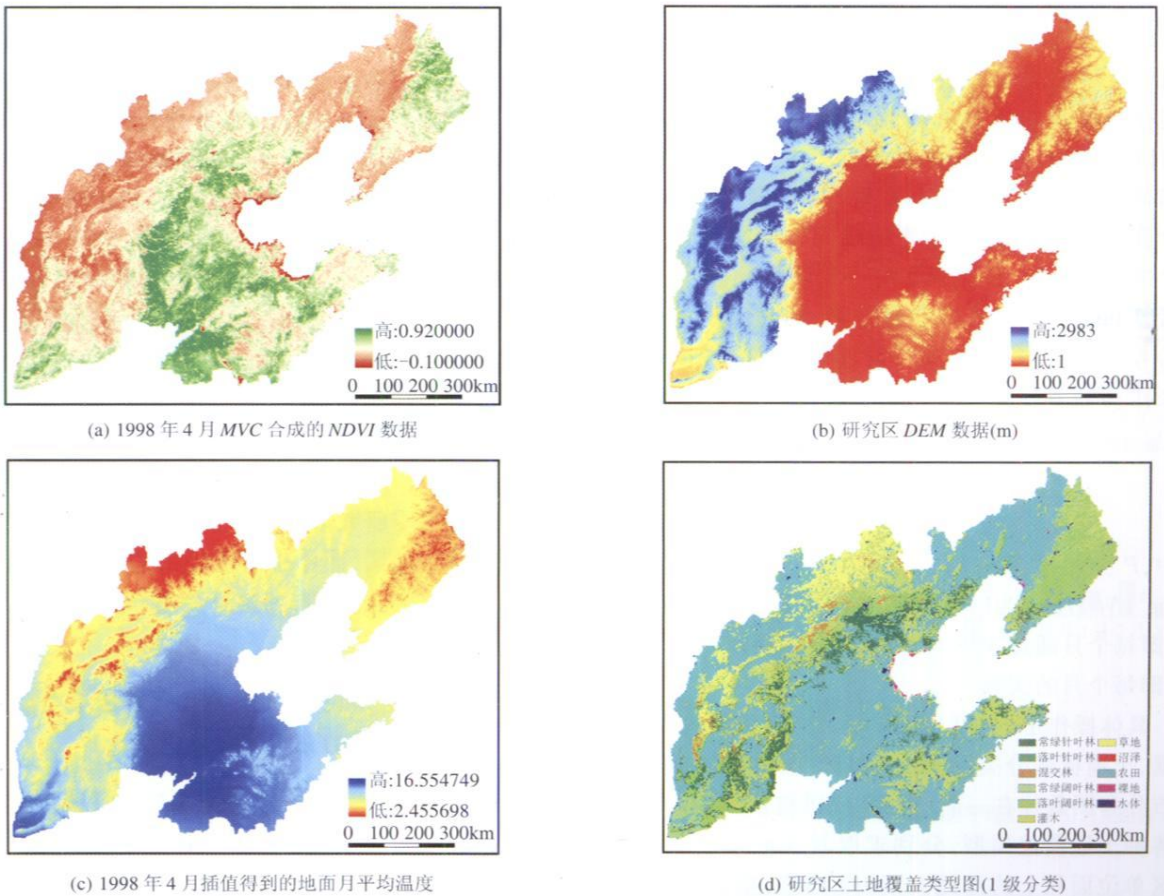 高:0.920000
低:-0.100000
0 100 200 300km
(a) 1998 年 4 月 MVC 合成的 NDVI 数据
高:2983
低:1
0 100 200 300km
(b) 研究区 DEM 数据(m)
高:16.554749
低:2.455698
0 100 200 300km
(c) 1998 年 4 月插值得到的地面月平均温度
常绿针叶林 草地
落叶针叶林 沼泽
混交林 农田
常绿阔叶林 裸地
落叶阔叶林 水体
灌木
0 100 200 300km
(d) 研究区土地覆盖类型图(1 级分类)